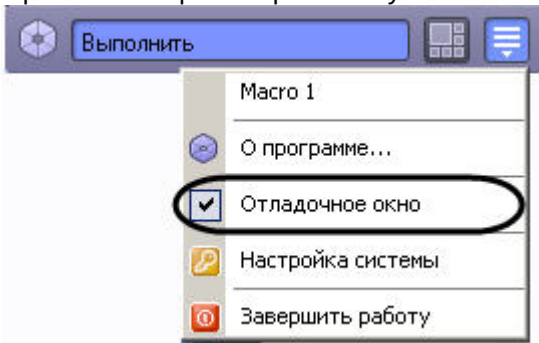 Выполнить
Macro 1
О программе...
Отладочное окно
Настройка системы
Завершить работу